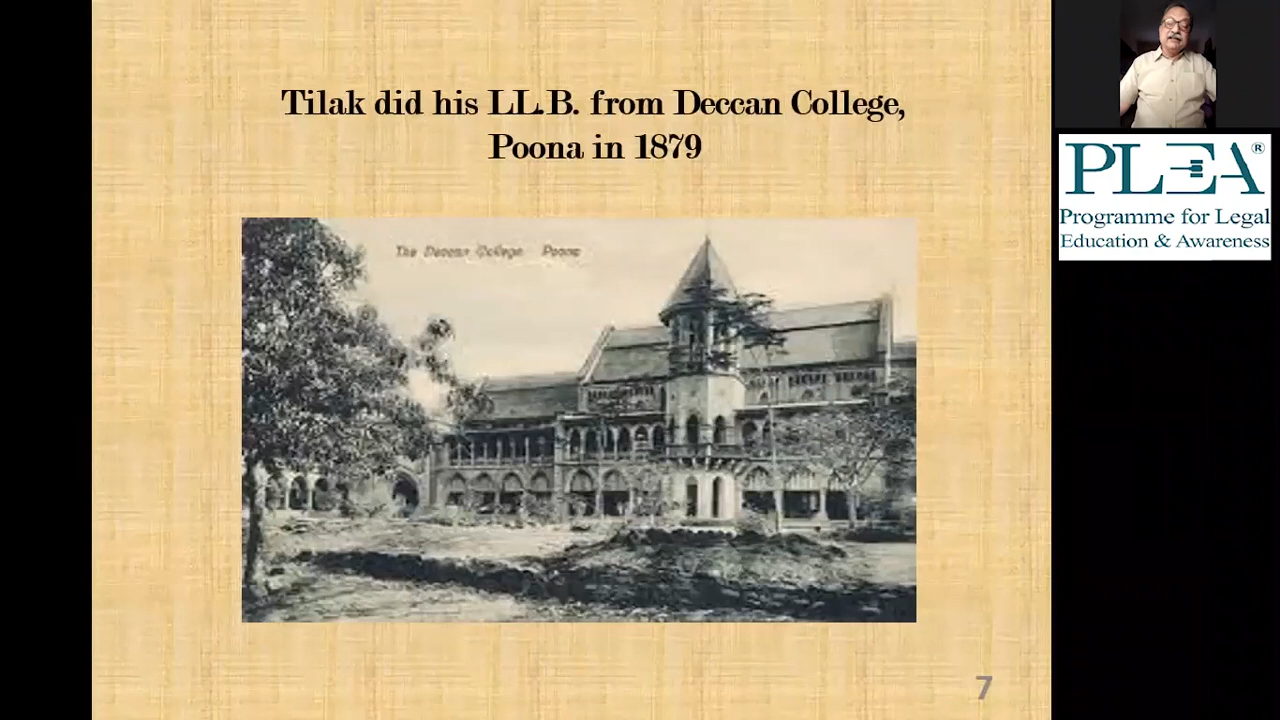 Tilak did his LL.B. from Deccan College,
Poona in 1879
The Deccan College Poona
7
PLEA®
Programme for Legal
Education & Awareness